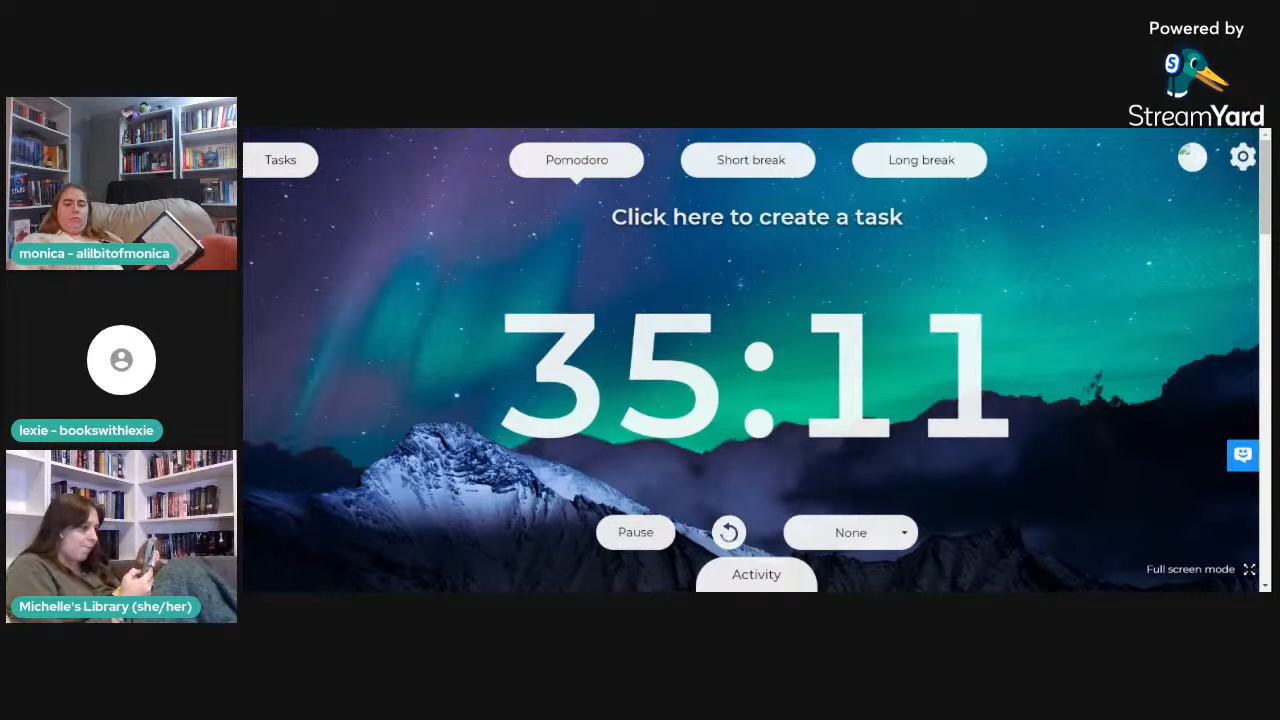 Powered by
StreamYard
Tasks
Pomodoro
Short break
Long break
Click here to create a task
35:11
Pause
None
Activity
Full screen mode
monica - alilbitofmonica
lexie - bookswithlexie
Michelle's Library (she/her)